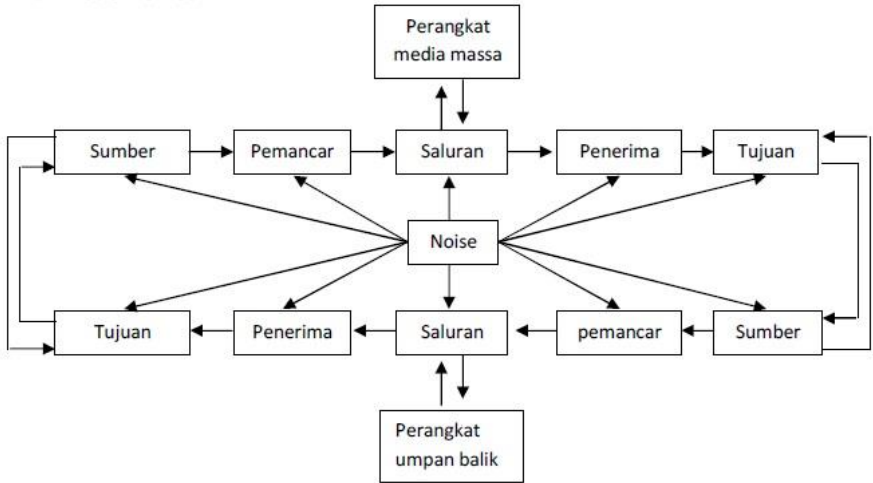 Perangkat
media massa
Sumber
Pemancar
Saluran
Penerima
Tujuan
Noise
Tujuan
Penerima
Saluran
pemancar
Sumber
Perangkat
umpan balik